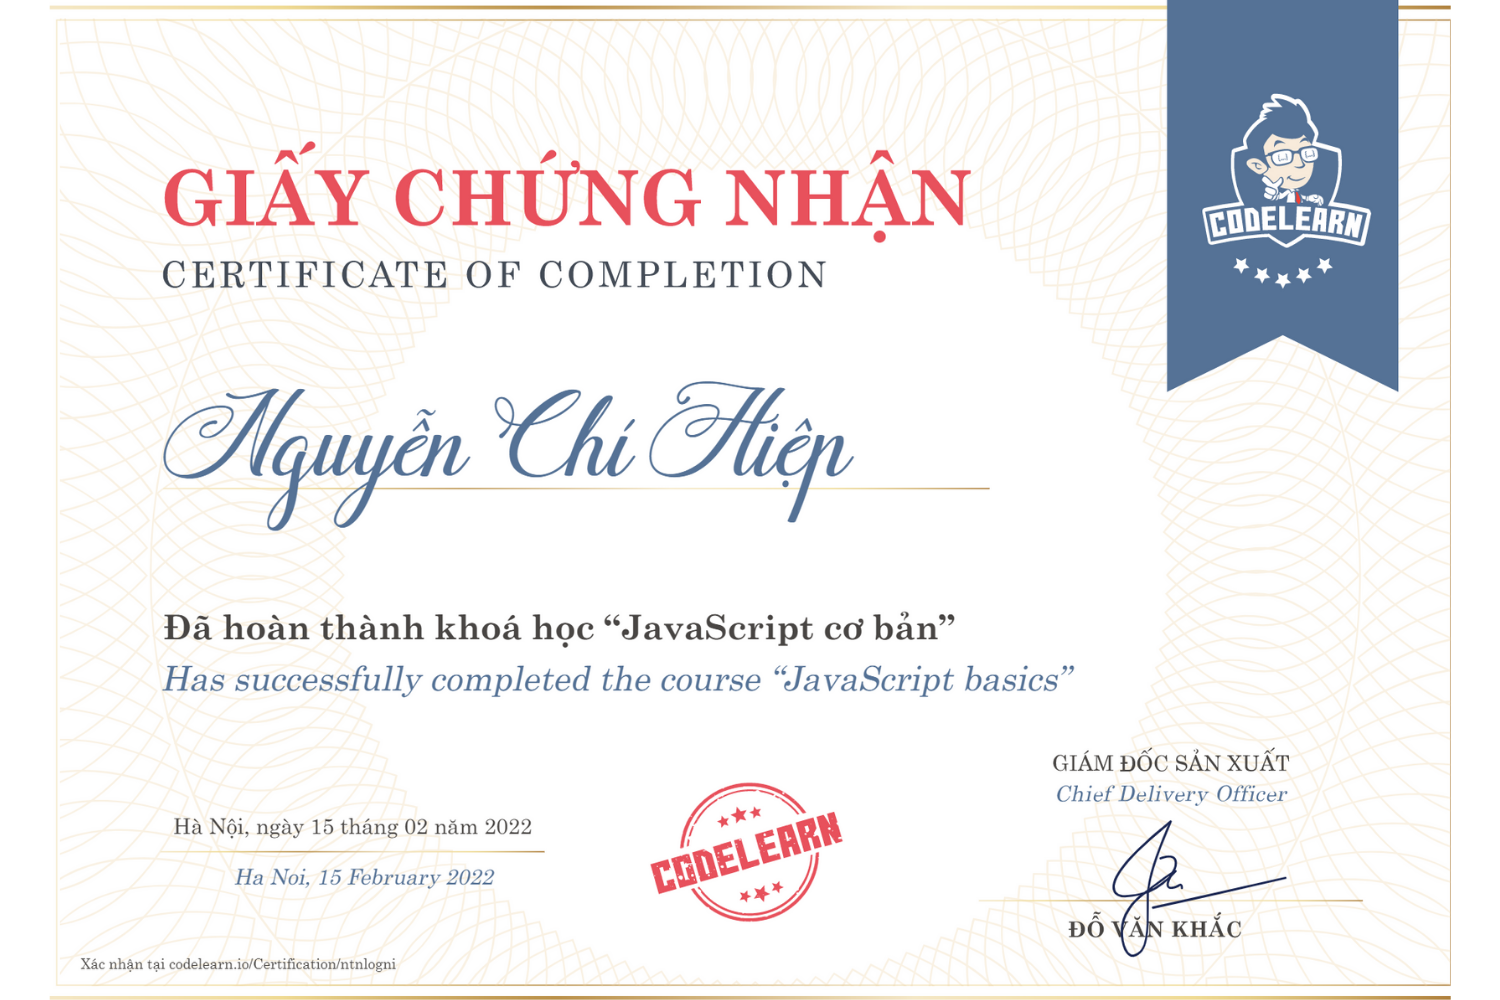 CODELEARN
GIẤY CHỨNG NHẬN
CERTIFICATE OF COMPLETION
Nguyễn Chí Hiệp
Đã hoàn thành khoá học “JavaScript cơ bản”
Has successfully completed the course “JavaScript basics”
GIÁM ĐỐC SẢN XUẤT
Chief Delivery Officer
Hà Nội, ngày 15 tháng 02 năm 2022
Ha Noi, 15 February 2022
CODELEARN
ĐỖ VĂN KHẮC
Xác nhận tại codelearn.io/Certification/ntnlogni